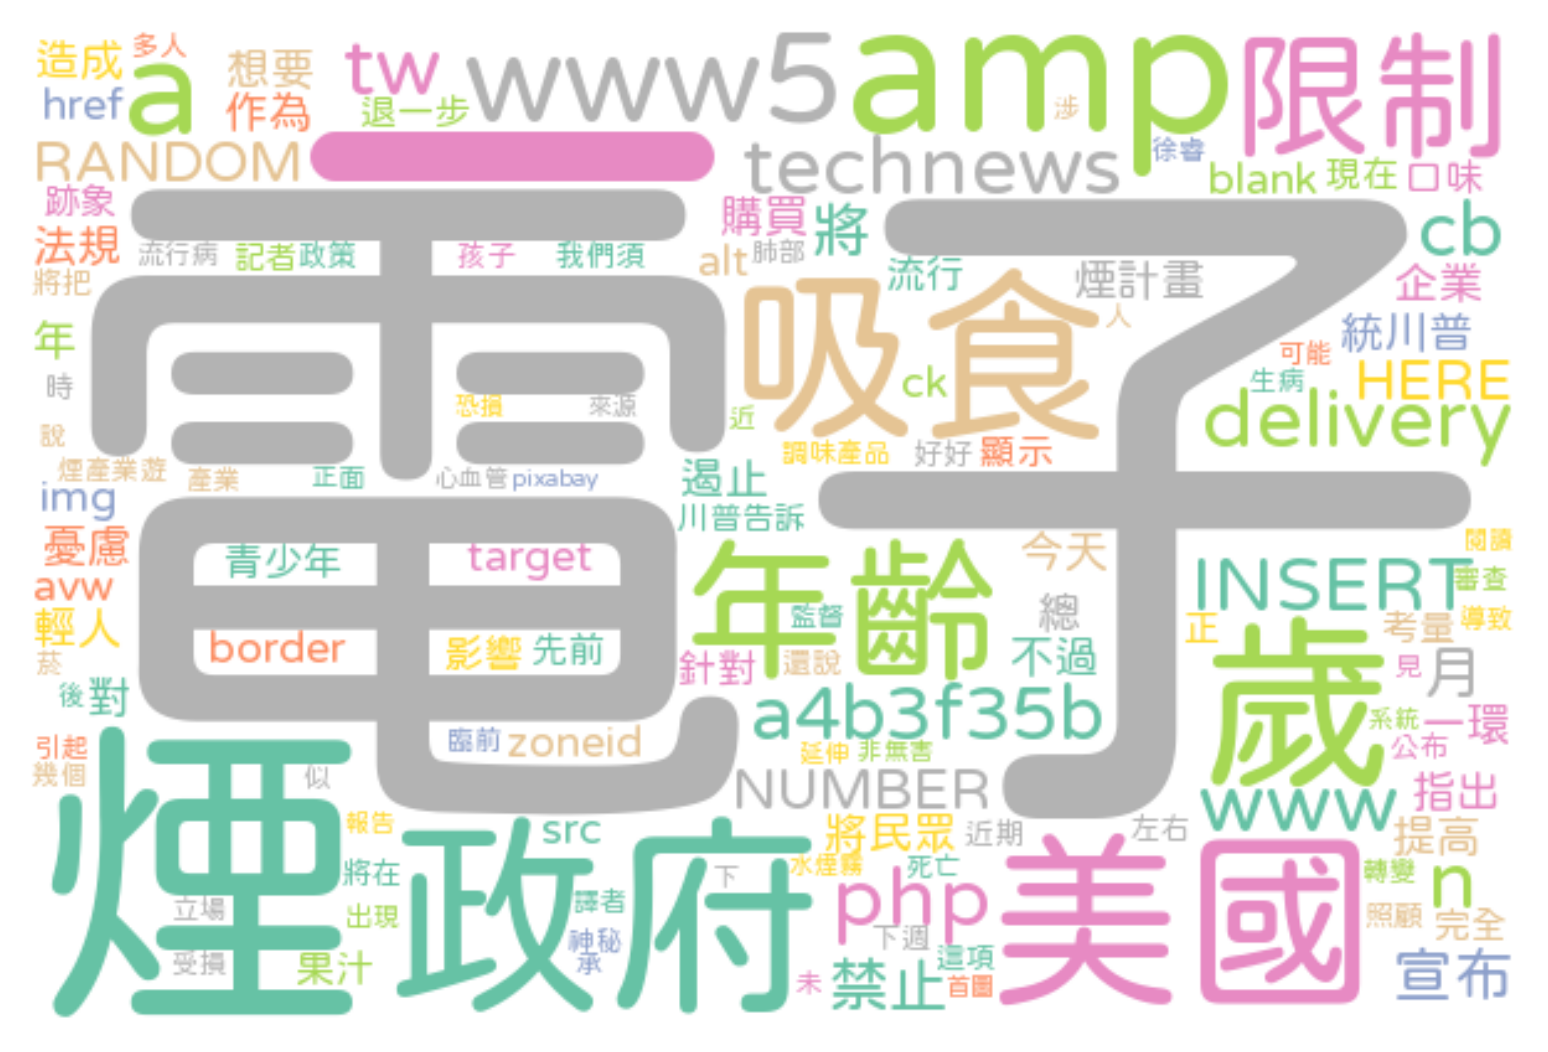 造成
多人
a
想要
tw
www5
amp
限制
href
作為
退一步
涉
RANDOM
一
technews
徐睿
blank
現在
口味
跡象
電子
購買
將
cb
法規
流行病
記者
政策
孩子
我們須
alt
肺部
流行
煙計畫
企業
將把
吸食
人
年
統川普
時
ck
可能
生病
HERE
恐損
來源
近
delivery
說
煙產業遊
產業
正面
心血管
pixabay
調味產品
好好
顯示
img
遏止
川普告訴
憂慮
青少年
target
年齡
今天
閱讀
avw
INSERT
審查
輕人
監督
總
正
考量
導致
border
影響
先前
針對
還說
不過
歲
見
月
菸
後
對
a4b3f35b
系統
一環
引起
臨前
zoneid
延伸
非無害
公布
幾個
似
NUMBER
指出
煙
www
報告
政府
src
將民眾
近期
左右
美國
提高
將在
下
水煙霧
死亡
轉變
n
立場
出現
譯者
php
照顧
完全
受損
果汁
神秘
承
下週
這項
未
禁止
首圖
宣布